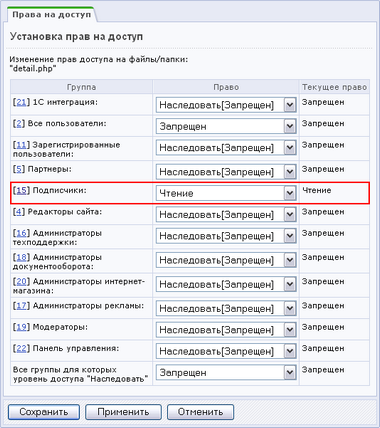 Права на доступ
Установка прав на доступ
Изменение прав доступа на файлы/папки:
"detail.php"
Группа Право Текущее право
[21] 1С интеграция: Наследовать[Запрещен] Запрещен
[2] Все пользователи: Запрещен Запрещен
[11] Зарегистрированные
пользователи: Наследовать[Запрещен] Запрещен
[5] Партнеры: Наследовать[Запрещен] Запрещен
[15] Подписчики: Чтение Чтение
[4] Редакторы сайта: Наследовать[Запрещен] Запрещен
[16] Администраторы
техподдержки: Наследовать[Запрещен] Запрещен
[18] Администраторы
документооборота: Наследовать[Запрещен] Запрещен
[20] Администраторы интернет-
магазина: Наследовать[Запрещен] Запрещен
[17] Администраторы рекламы: Наследовать[Запрещен] Запрещен
[19] Модераторы: Наследовать[Запрещен] Запрещен
[22] Панель управления: Наследовать[Запрещен] Запрещен
Все группы для которых
уровень доступа "Наследовать" Запрещен Запрещен
Сохранить Применить Отменить